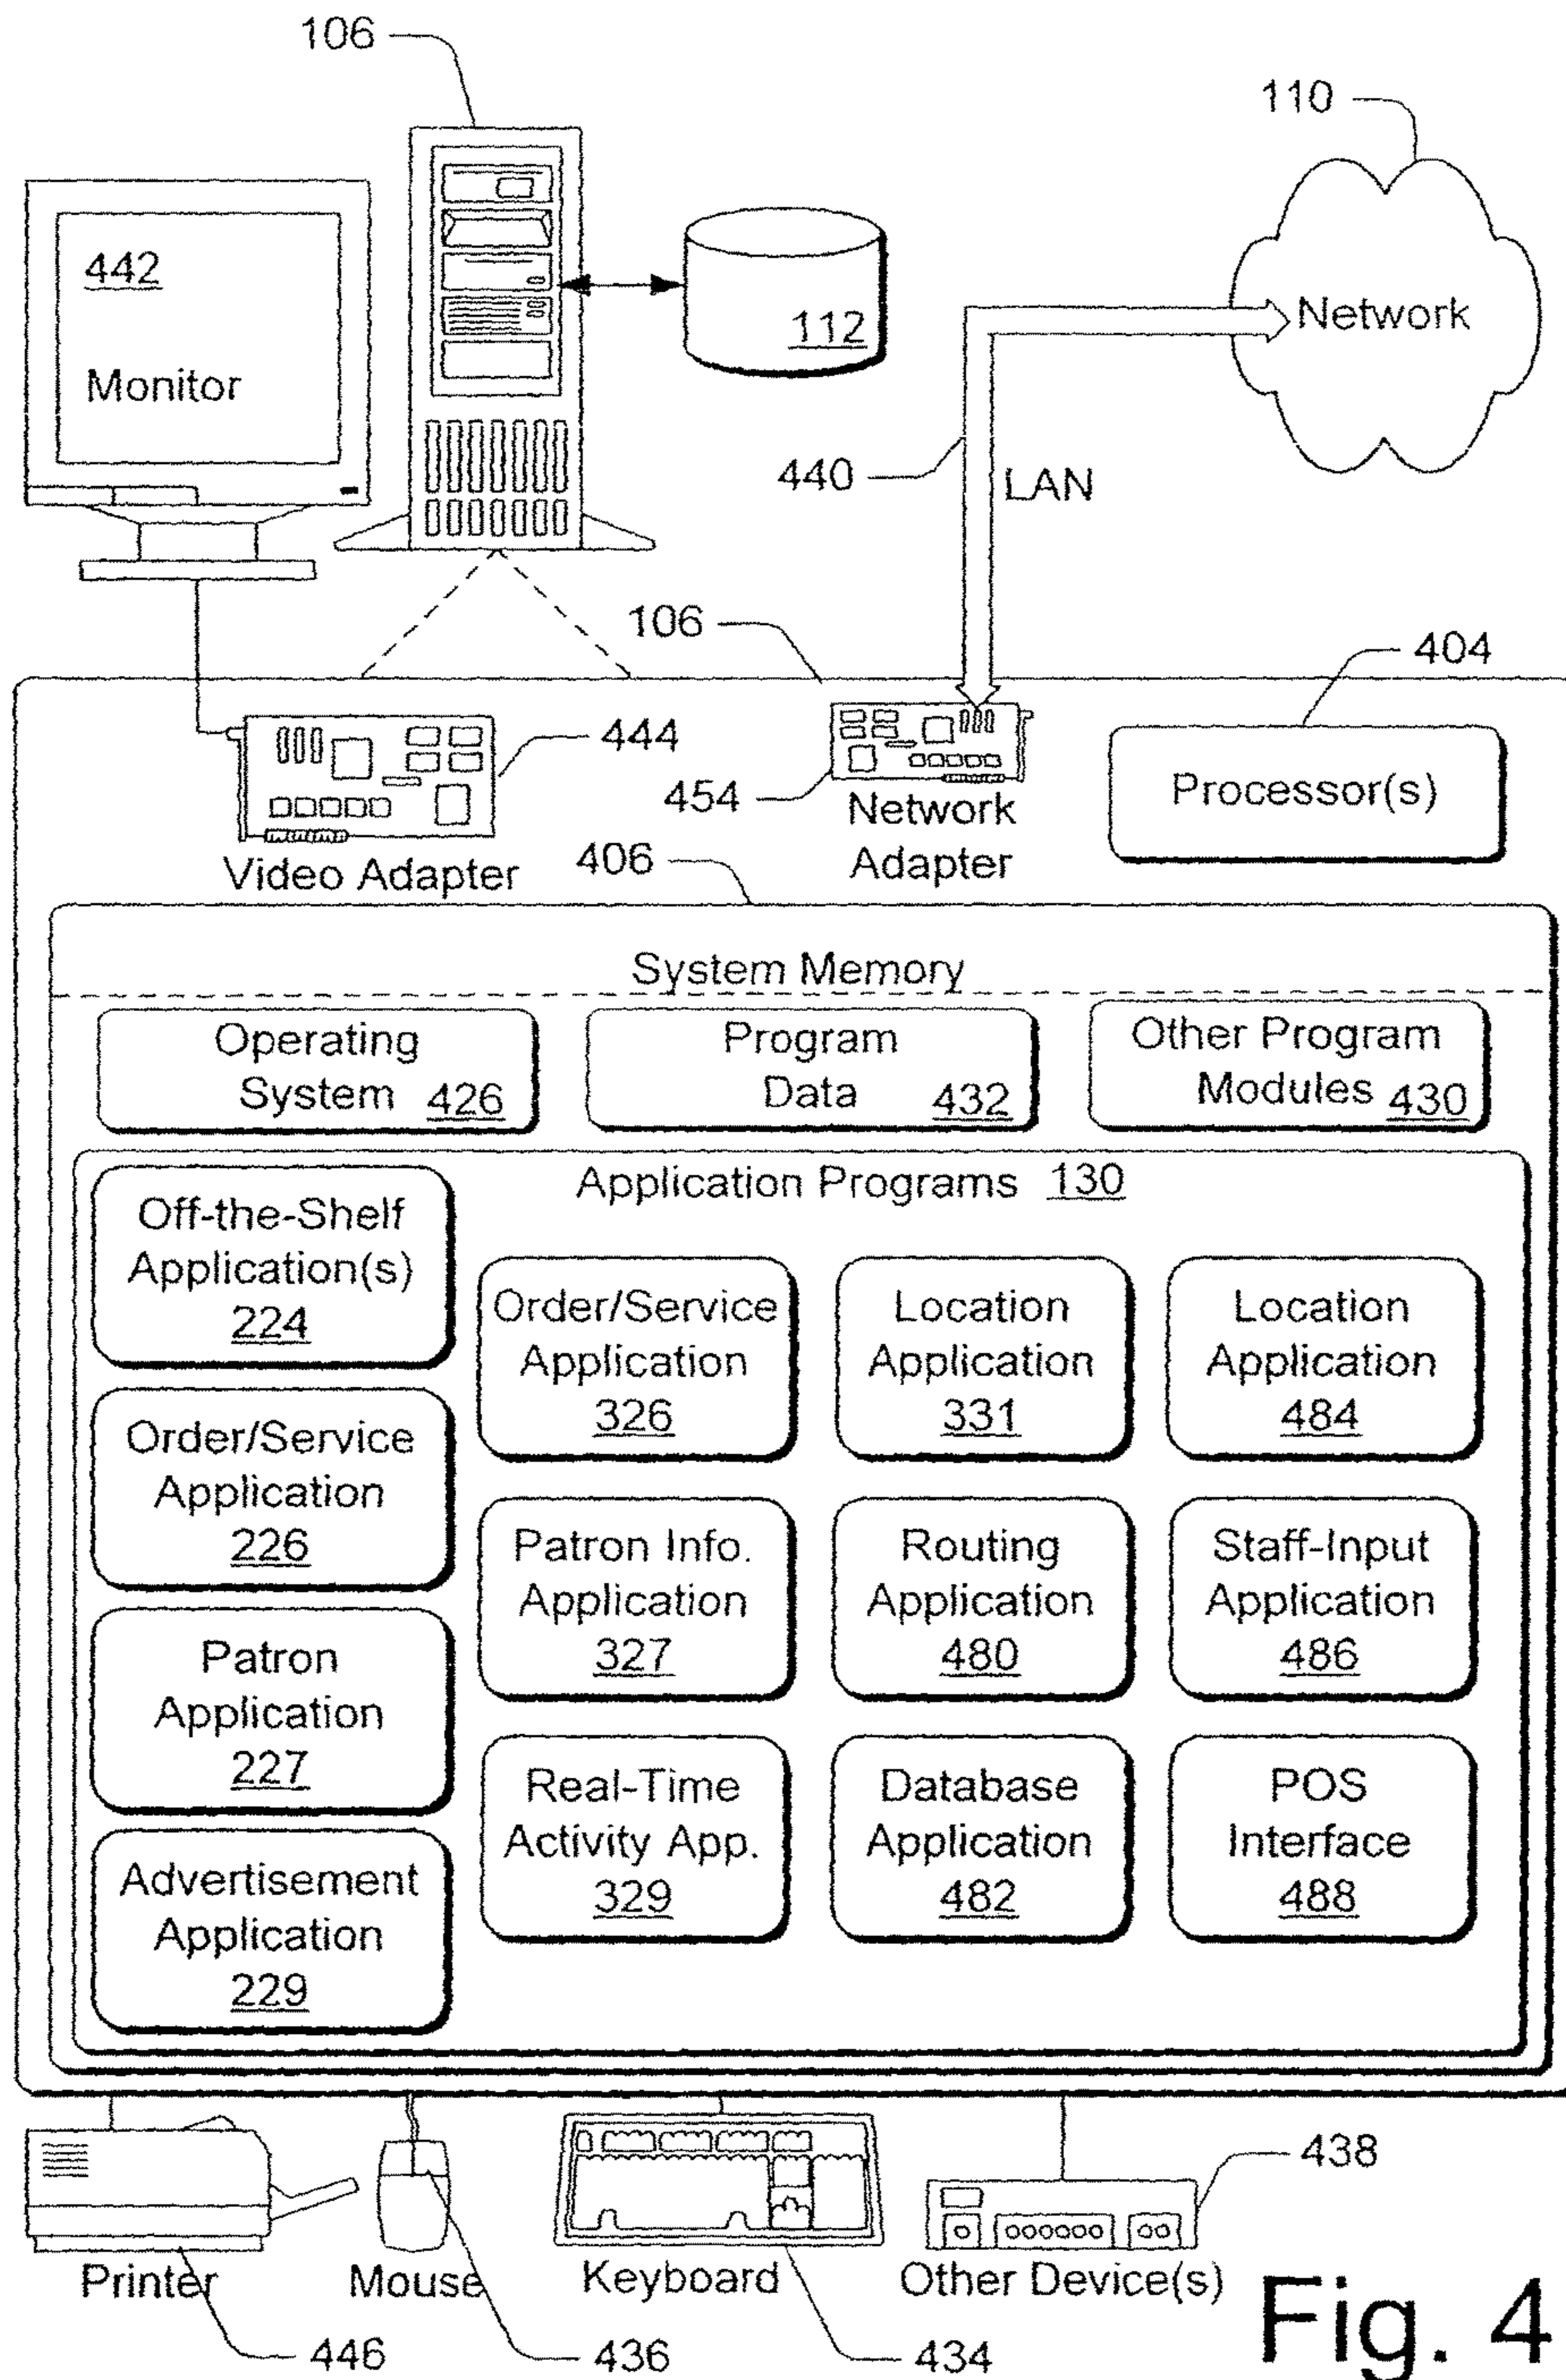 106
110
442
Monitor
112
Network
440
LAN
106
404
444
454
Network
Adapter
Processor(s)
Video Adapter
406
System Memory
Operating
System 426
Program
Data 432
Other Program
Modules 430
Application Programs 130
Off-the-Shelf
Application(s)
224
Order/Service
Application
226
Patron
Application
227
Advertisement
Application
229
Order/Service
Application
326
Location
Application
331
Location
Application
484
Patron Info.
Application
327
Routing
Application
480
Staff-Input
Application
486
Real-Time
Activity App.
329
Database
Application
482
POS
Interface
488
438
Printer
Mouse
Keyboard
Other Device(s)
446
436
434
Fig. 4